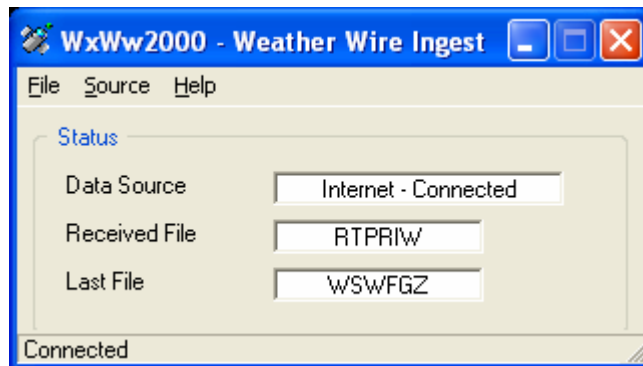 WxWw2000 - Weather Wire Ingest
File Source Help
Status
Data Source Internet - Connected
Received File RTPRIW
Last File WSWFGZ
Connected